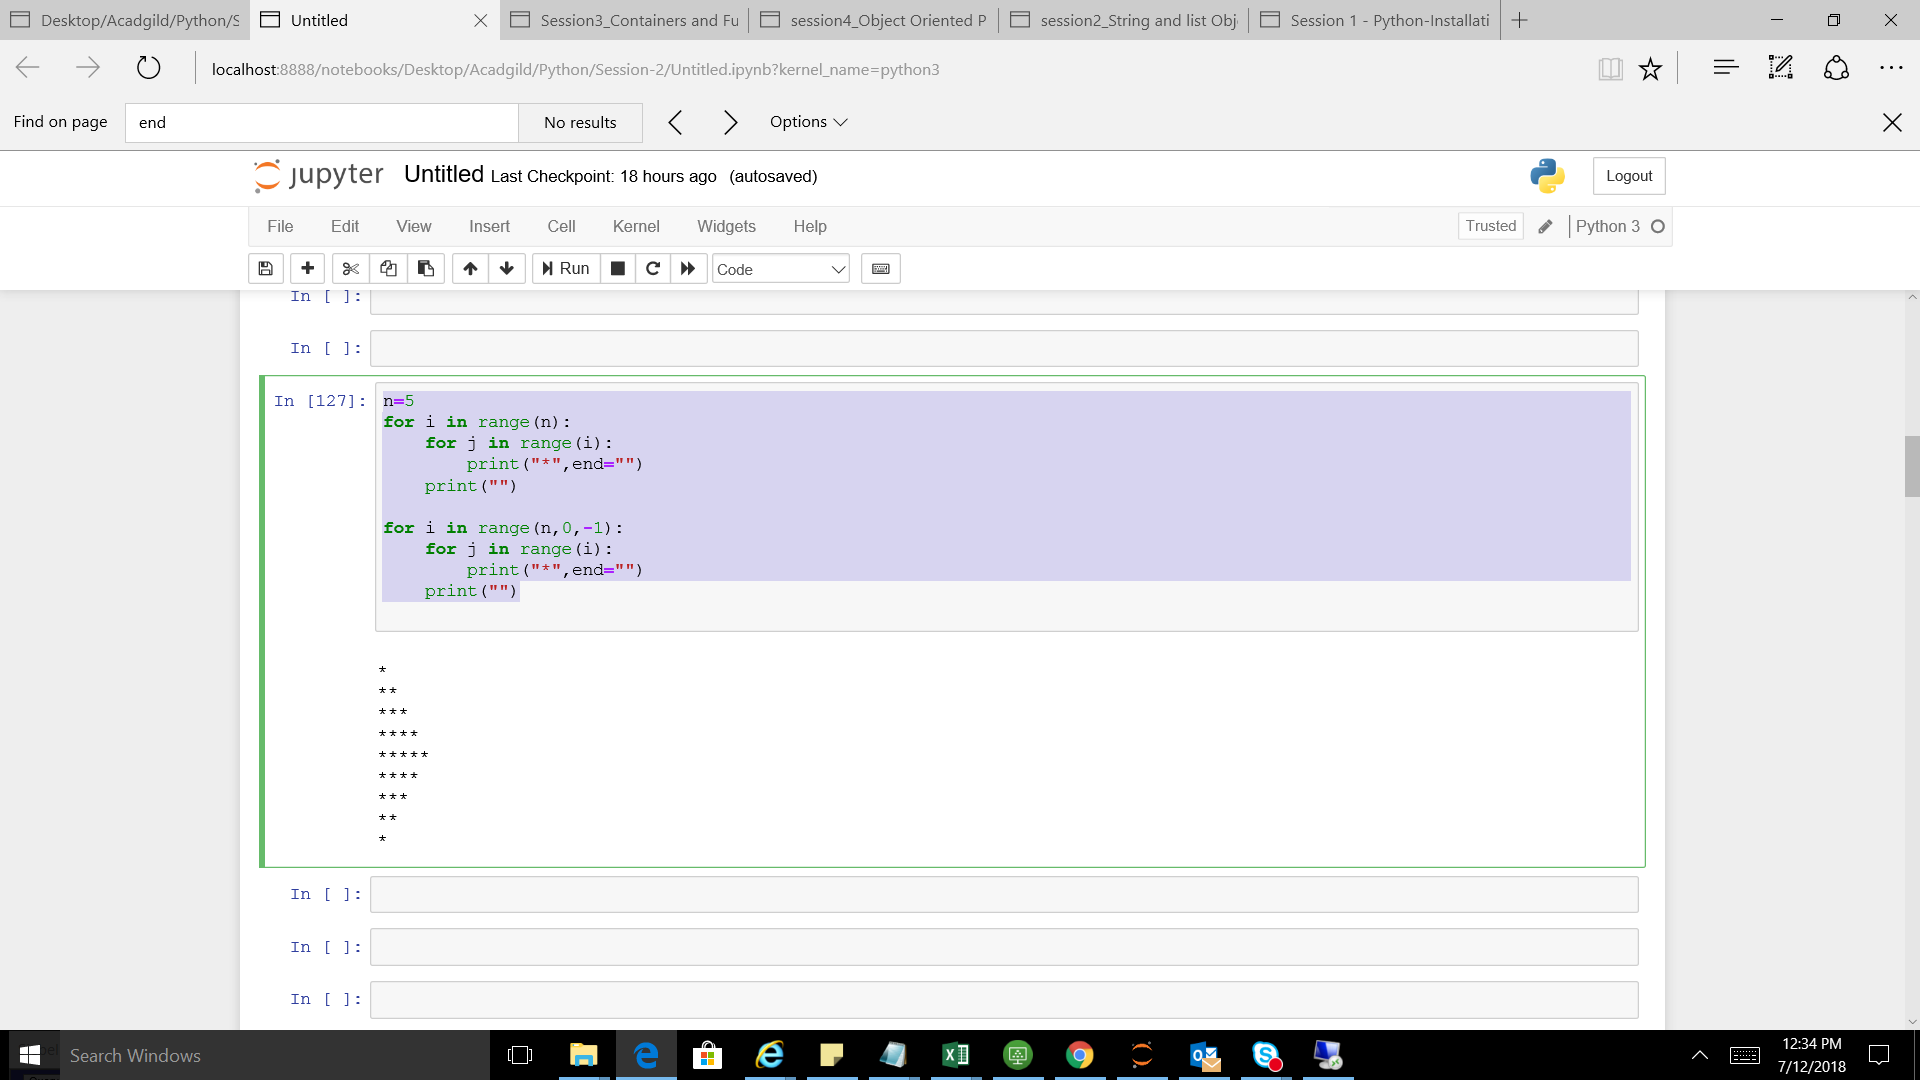 Desktop/Acadgild/Python/S
Untitled
Session3_Containers and Fu
session4_Object Oriented P
session2_String and list Obj
Session 1 - Python-Installati
localhost:8888/notebooks/Desktop/Acadgild/Python/Session-2/Untitled.ipynb?kernel_name=python3
Find on page
end
No results
Options
jupyter
Untitled Last Checkpoint: 18 hours ago (autosaved)
Logout
File Edit View Insert Cell Kernel Widgets Help
Trusted
Python 3
Run
Code
In [ ]:
In [ ]:
In [127]:
n=5
for i in range(n):
    for j in range(i):
        print("*",end="")
    print("")

for i in range(n,0,-1):
    for j in range(i):
        print("*",end="")
    print("")
*
**
***
****
*****
****
***
**
*
In [ ]:
In [ ]:
In [ ]:
Search Windows
12:34 PM
7/12/2018